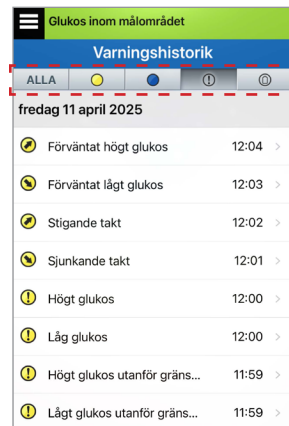 Glukos inom målområdet
Varningshistorik
ALLA
fredag 11 april 2025
Förväntat högt glukos 12:04
Förväntat lågt glukos 12:03
Stigande takt 12:02
Sjunkande takt 12:01
Högt glukos 12:00
Låg glukos 12:00
Högt glukos utanför gräns... 11:59
Lågt glukos utanför gräns... 11:59